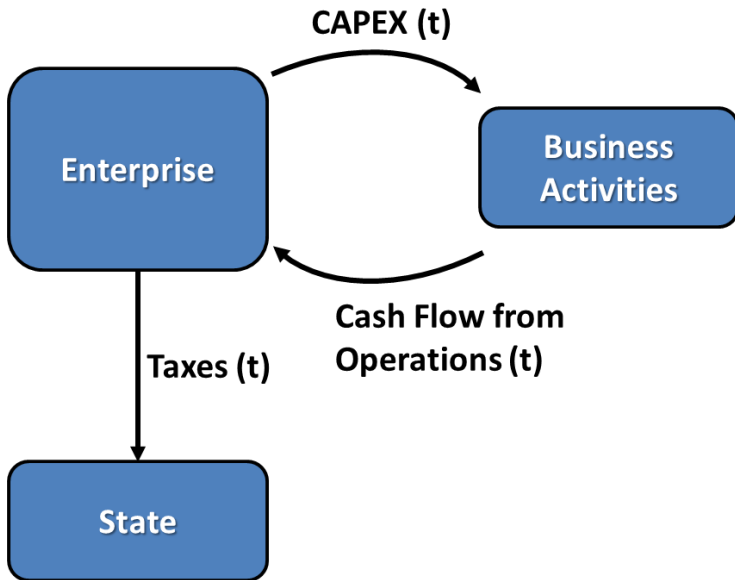 CAPEX (t)
Enterprise
Business
Activities
Cash Flow from
Operations (t)
Taxes (t)
State